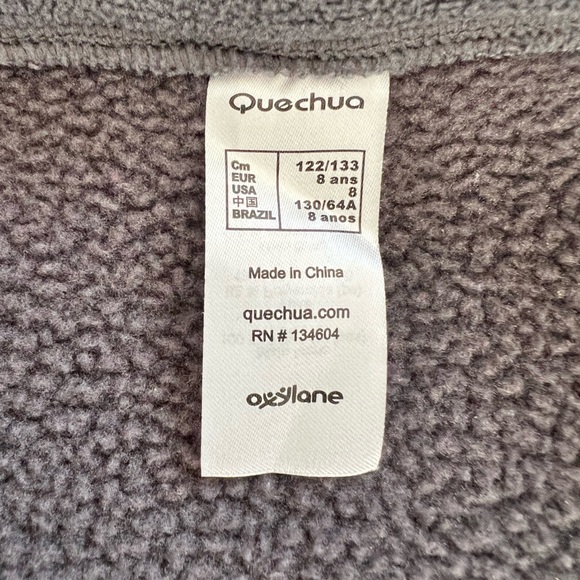 Quechua
Cm 122/133
EUR 8 ans
USA 8
中国 130/64A
BRAZIL 8 anos
Made in China
quechua.com
RN # 134604
oxylane